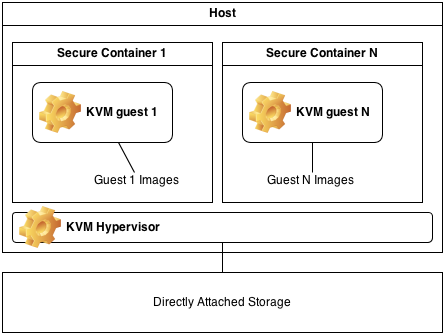 Host
Secure Container 1
Secure Container N
KVM guest 1
KVM guest N
Guest 1 Images
Guest N Images
KVM Hypervisor
Directly Attached Storage